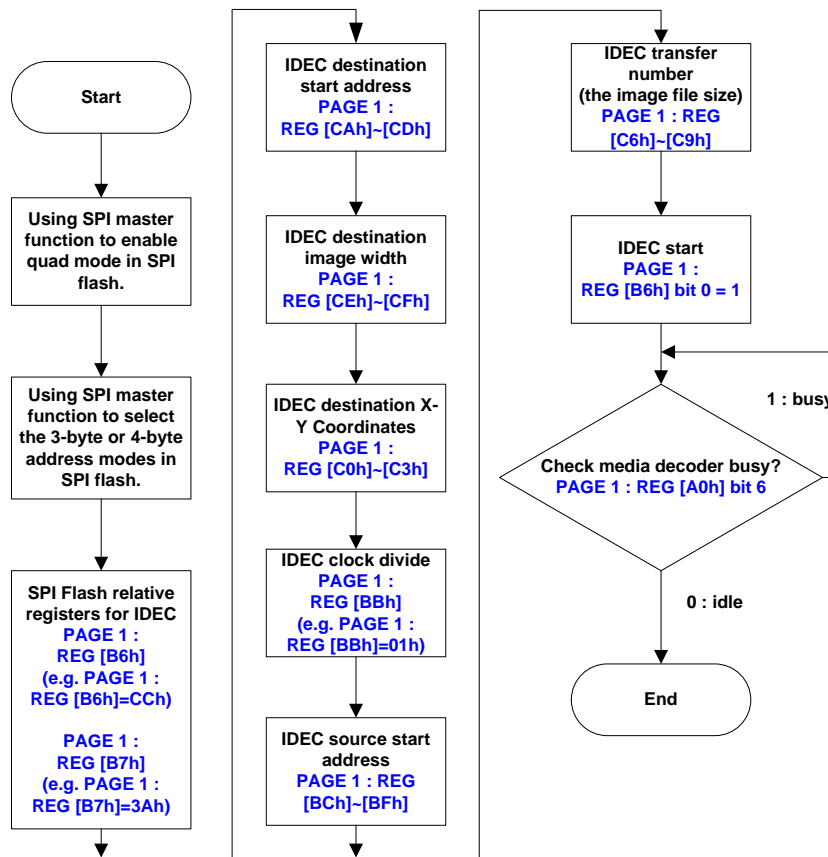 Start
Using SPI master
function to enable
quad mode in SPI
flash.
Using SPI master
function to select
the 3-byte or 4-byte
address modes in
SPI flash.
SPI Flash relative
registers for IDEC
PAGE 1 :
REG [B6h]
(e.g. PAGE 1 :
REG [B6h]=CCh)
PAGE 1 :
REG [B7h]
(e.g. PAGE 1 :
REG [B7h]=3Ah)
IDEC destination
start address
PAGE 1 :
REG [CAh]~[CDh]
IDEC destination
image width
PAGE 1 :
REG [CEh]~[CFh]
IDEC destination X-
Y Coordinates
PAGE 1 :
REG [C0h]~[C3h]
IDEC clock divide
PAGE 1 :
REG [BBh]
(e.g. PAGE 1 :
REG [BBh]=01h)
IDEC source start
address
PAGE 1 : REG
[BCh]~[BFh]
IDEC transfer
number
(the image file size)
PAGE 1 : REG
[C6h]~[C9h]
IDEC start
PAGE 1 :
REG [B6h] bit 0 = 1
1 : busy
Check media decoder busy?
PAGE 1 : REG [A0h] bit 6
0 : idle
End